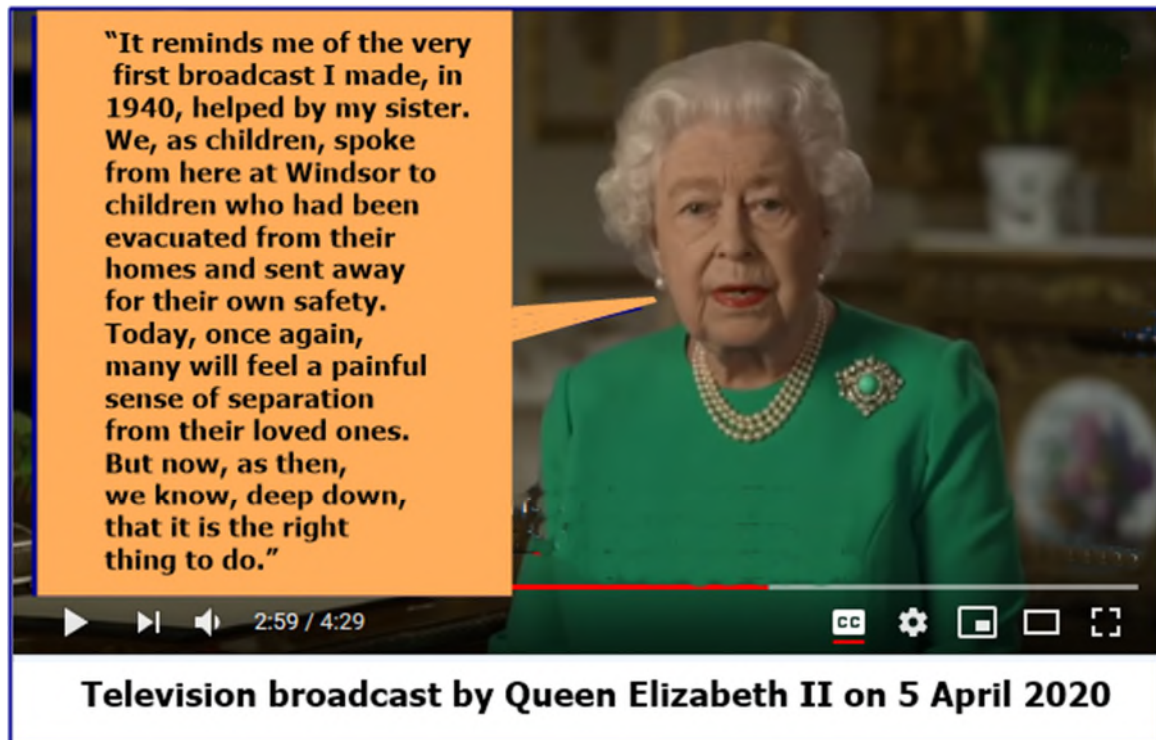 “It reminds me of the very
first broadcast I made, in
1940, helped by my sister.
We, as children, spoke
from here at Windsor to
children who had been
evacuated from their
homes and sent away
for their own safety.
Today, once again,
many will feel a painful
sense of separation
from their loved ones.
But now, as then,
we know, deep down,
that it is the right
thing to do.”
2:59 / 4:29
CC
Television broadcast by Queen Elizabeth II on 5 April 2020